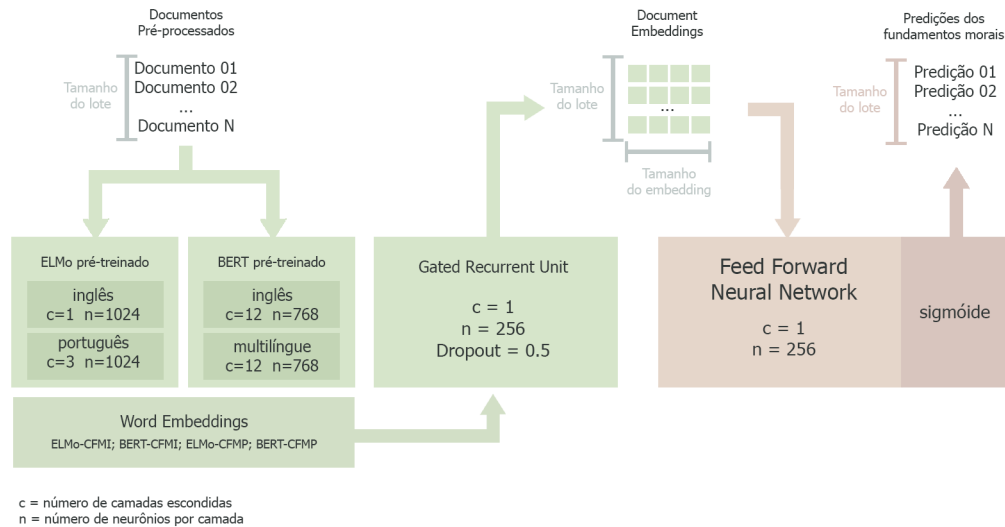 Documentos
Pré-processados
Tamanho
do lote
Documento 01
Documento 02
...
Documento N
Document
Embeddings
Tamanho
do lote
...
Tamanho
do embedding
Predições dos
fundamentos morais
Tamanho
do lote
Predição 01
Predição 02
...
Predição N
ELMo pré-treinado
inglês
c=1 n=1024
português
c=3 n=1024
BERT pré-treinado
inglês
c=12 n=768
multilíngue
c=12 n=768
Gated Recurrent Unit
c = 1
n = 256
Dropout = 0.5
Feed Forward
Neural Network
c = 1
n = 256
sigmóide
Word Embeddings
ELMo-CFMI; BERT-CFMI; ELMo-CFMP; BERT-CFMP
c = número de camadas escondidas
n = número de neurônios por camada